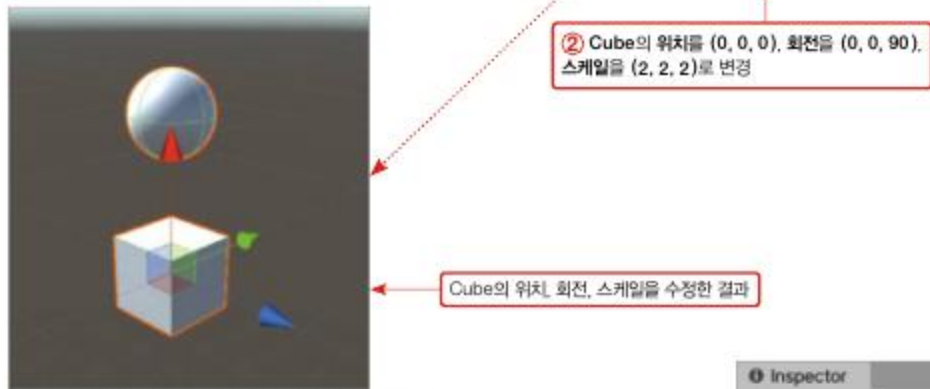 ② Cube의 위치를 (0, 0, 0), 회전을 (0, 0, 90),
스케일을 (2, 2, 2)로 변경
Cube의 위치, 회전, 스케일을 수정한 결과
Inspector